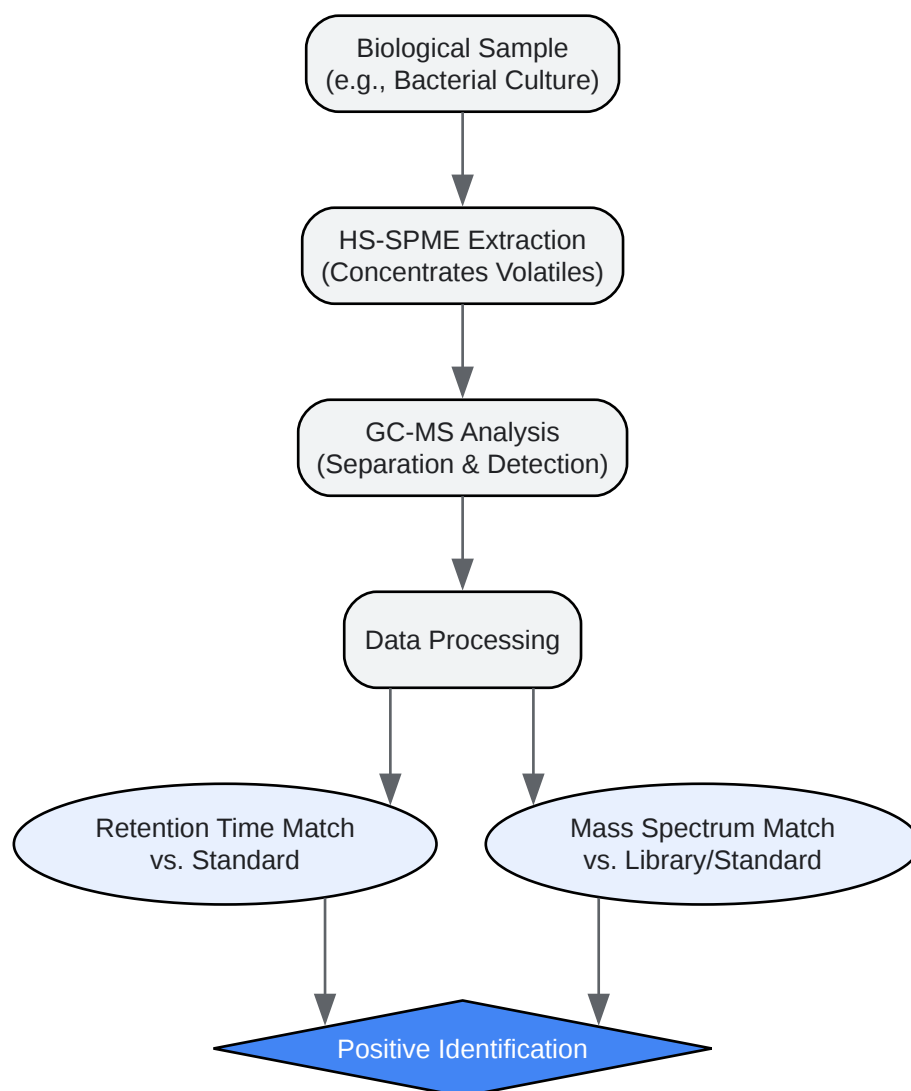 Biological Sample
(e.g., Bacterial Culture)
HS-SPME Extraction
(Concentrates Volatiles)
GC-MS Analysis
(Separation & Detection)
Data Processing
Retention Time Match
vs. Standard
Mass Spectrum Match
vs. Library/Standard
Positive Identification